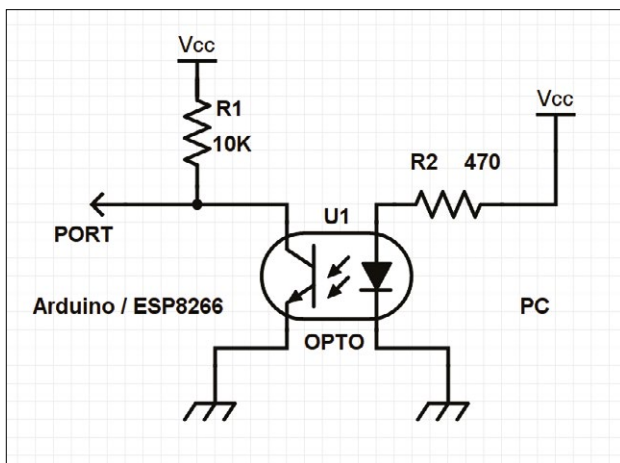 Vcc
R1
10K
Vcc
R2 470
PORT
U1
Arduino / ESP8266
PC
OPTO